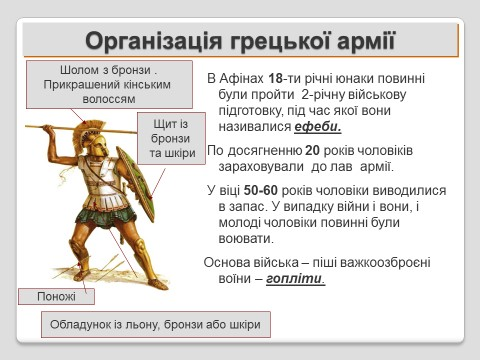 Організація грецької армії
Шолом з бронзи .
Прикрашений кінським
волоссям
Щит із
бронзи
та шкіри
Поножі
Обладунок із льону, бронзи або шкіри
В Афінах 18-ти річні юнаки повинні
були пройти 2-річну військову
підготовку, під час якої вони
називалися ефеби.
По досягненню 20 років чоловіків
зараховували до лав армії.
У віці 50-60 років чоловіки виводилися
в запас. У випадку війни і вони, і
молоді чоловіки повинні були
воювати.
Основа війська – піші важкоозброєні
воїни – гопліти.